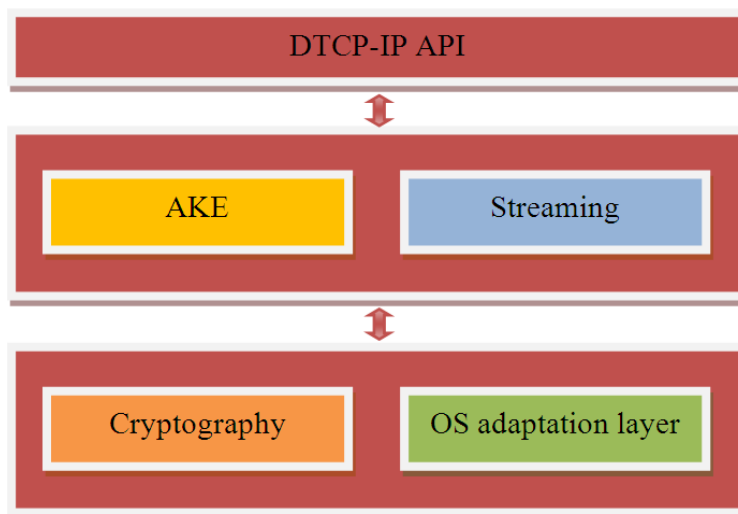 DTCP-IP API
AKE
Streaming
Cryptography
OS adaptation layer